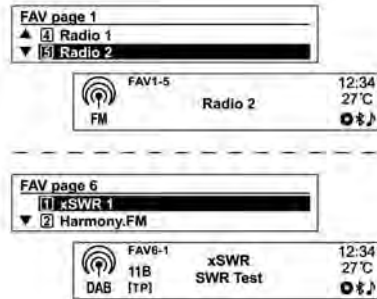 FAV page 1
▲ 4 Radio 1
▼ 5 Radio 2
FAV1-5
12:34
Radio 2
27°C
FM
FAV page 6
1 xSWR 1
▼ 2 Harmony.FM
FAV6-1
12:34
xSWR
11B
27°C
SWR Test
DAB [TP]